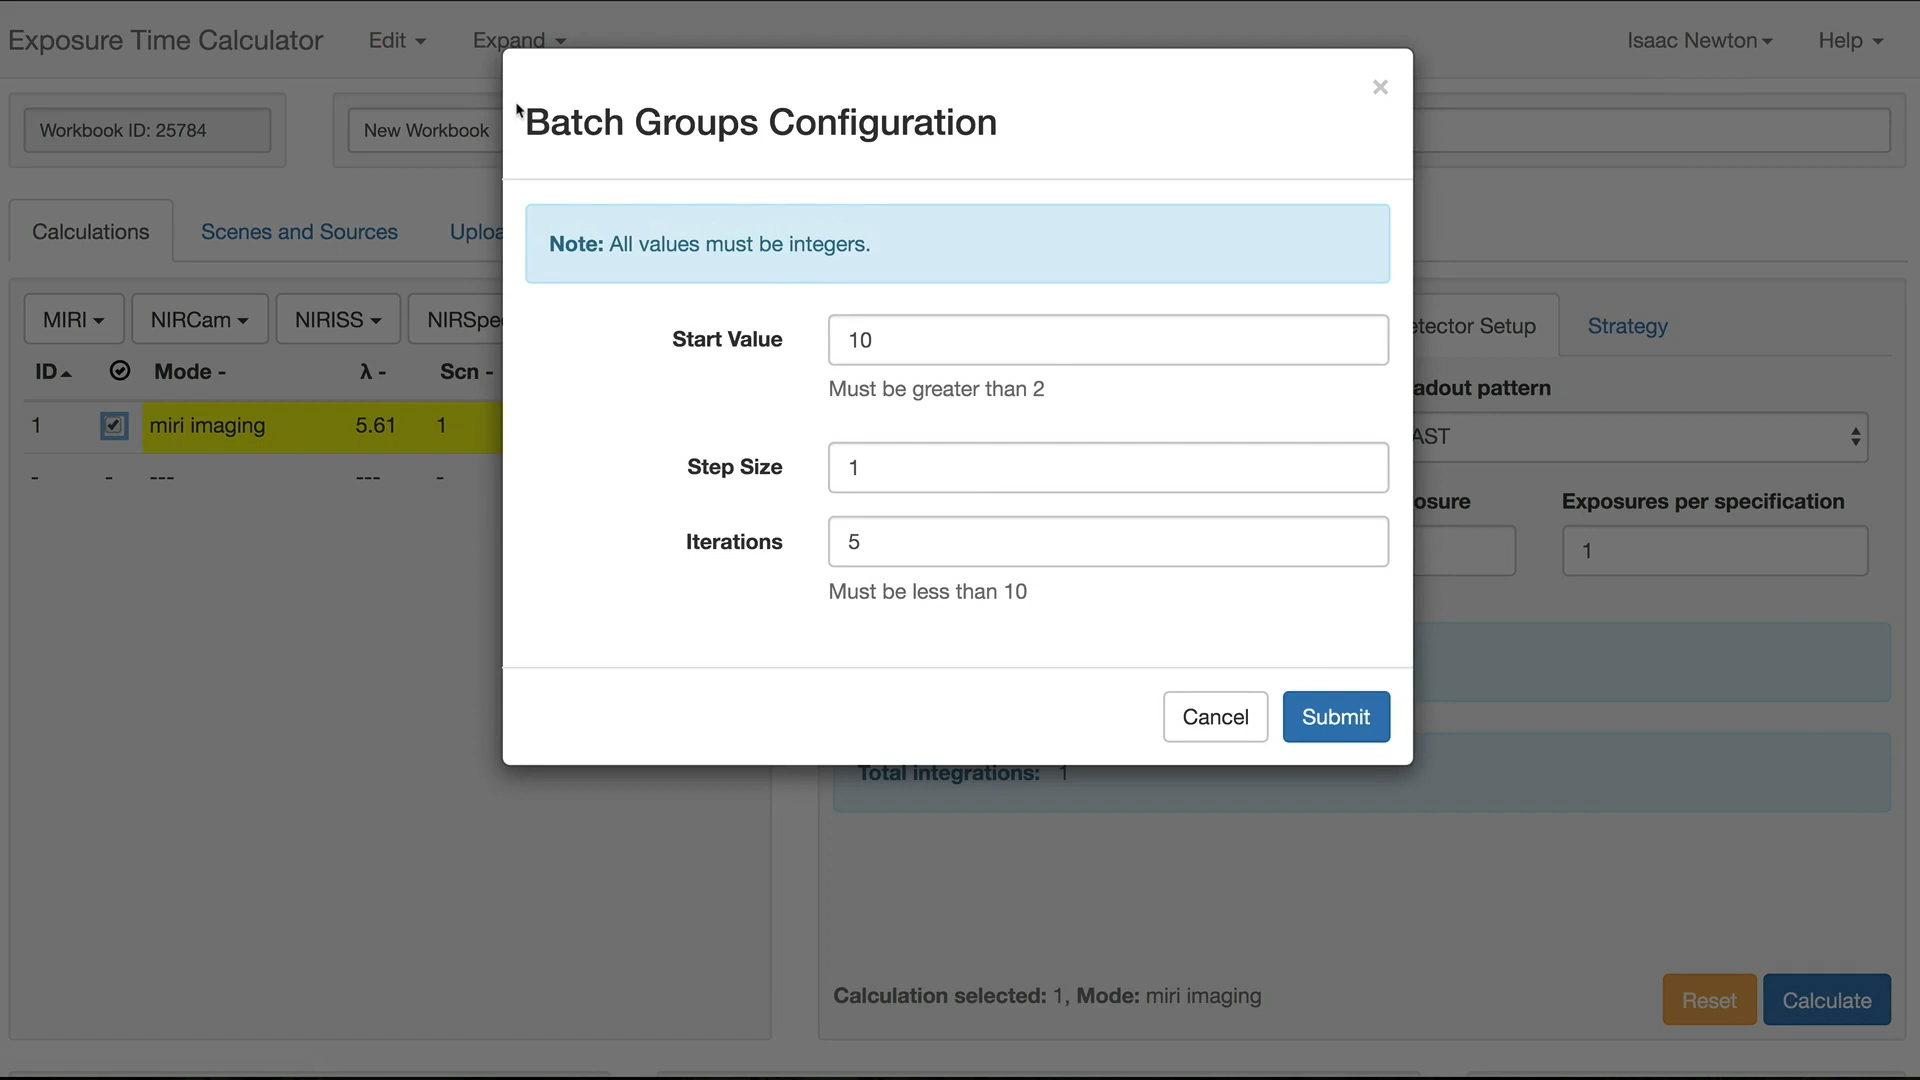 Exposure Time Calculator Edit Expand Isaac Newton Help
Workbook ID: 25784 New Workbook
Batch Groups Configuration
×
Calculations Scenes and Sources
Note: All values must be integers.
MIRI NIRCam NIRISS
Detector Setup Strategy
Start Value 10
Must be greater than 2
ID Mode - λ - Scn -
1 miri imaging 5.61 1
- - --- --- -
Step Size 1
Exposures per specification
1
Iterations 5
Must be less than 10
Cancel Submit
Total integrations: 1
Calculation selected: 1, Mode: miri imaging
Reset Calculate